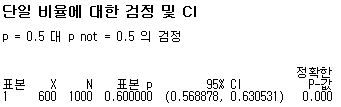 단일 비율에 대한 검정 및 CI
p = 0.5 대 p not = 0.5 의 검정
정확한
표본 X N 표본 p 95% CI P-값
1 600 1000 0.600000 (0.568878, 0.630531) 0.000